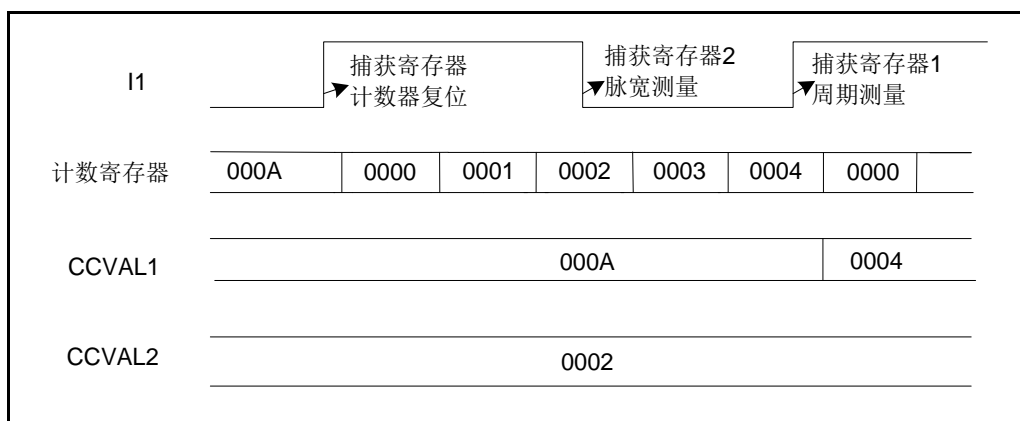 I1
捕获寄存器
计数器复位
捕获寄存器2
脉宽测量
捕获寄存器1
周期测量
计数寄存器 000A 0000 0001 0002 0003 0004 0000
CCVAL1 000A 0004
CCVAL2 0002